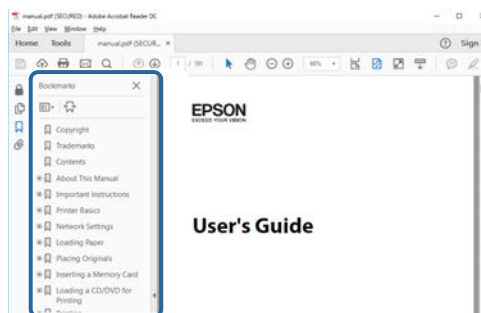 manual.pdf (SECURED) - Adobe Acrobat Reader DC
File Edit View Window Help
Home Tools manual.pdf (SECUR... ×
Sign
1 / 191
Bookmarks
Copyright
Trademarks
Contents
About This Manual
Important Instructions
Printer Basics
Network Settings
Loading Paper
Placing Originals
Inserting a Memory Card
Loading a CD/DVD for
Printing
Printing
EPSON
EXCEED YOUR VISION
User's Guide